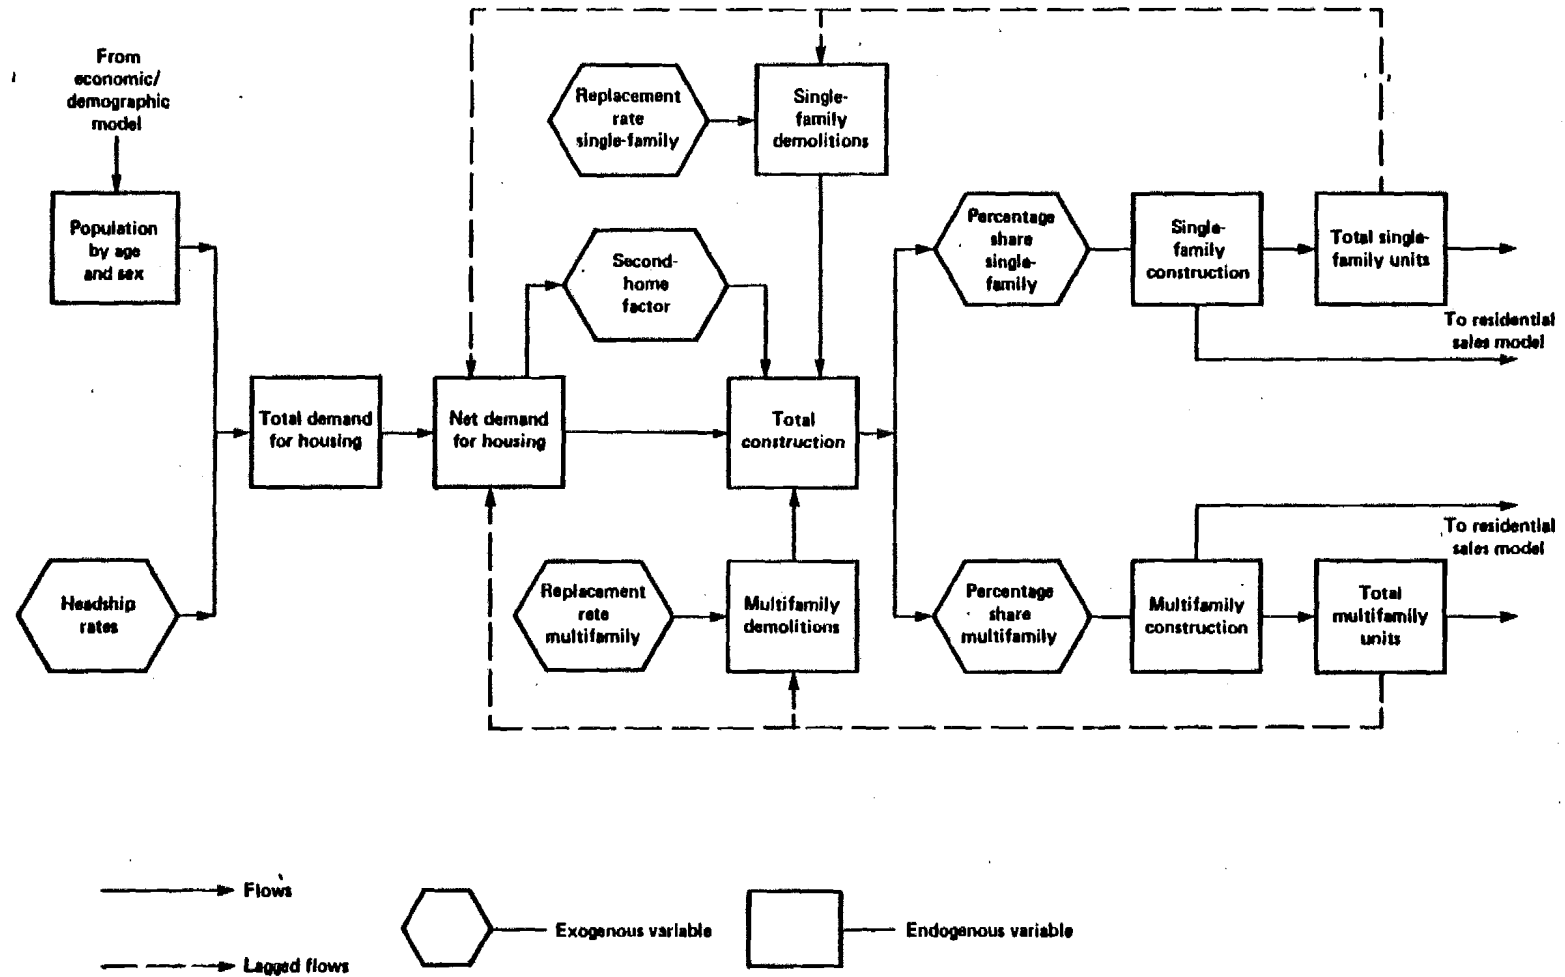 From
economic/
demographic
model
Population
by age
and sex
Headship
rates
Total demand
for housing
Net demand
for housing
Replacement
rate
single-family
Single-
family
demolitions
Second-
home
factor
Total
construction
Replacement
rate
multifamily
Multifamily
demolitions
Percentage
share
single-
family
Single-
family
construction
Total single-
family units
To residential
sales model
Percentage
share
multifamily
Multifamily
construction
Total
multifamily
units
To residential
sales model
Flows
Exogenous variable
Endogenous variable
Lagged flows